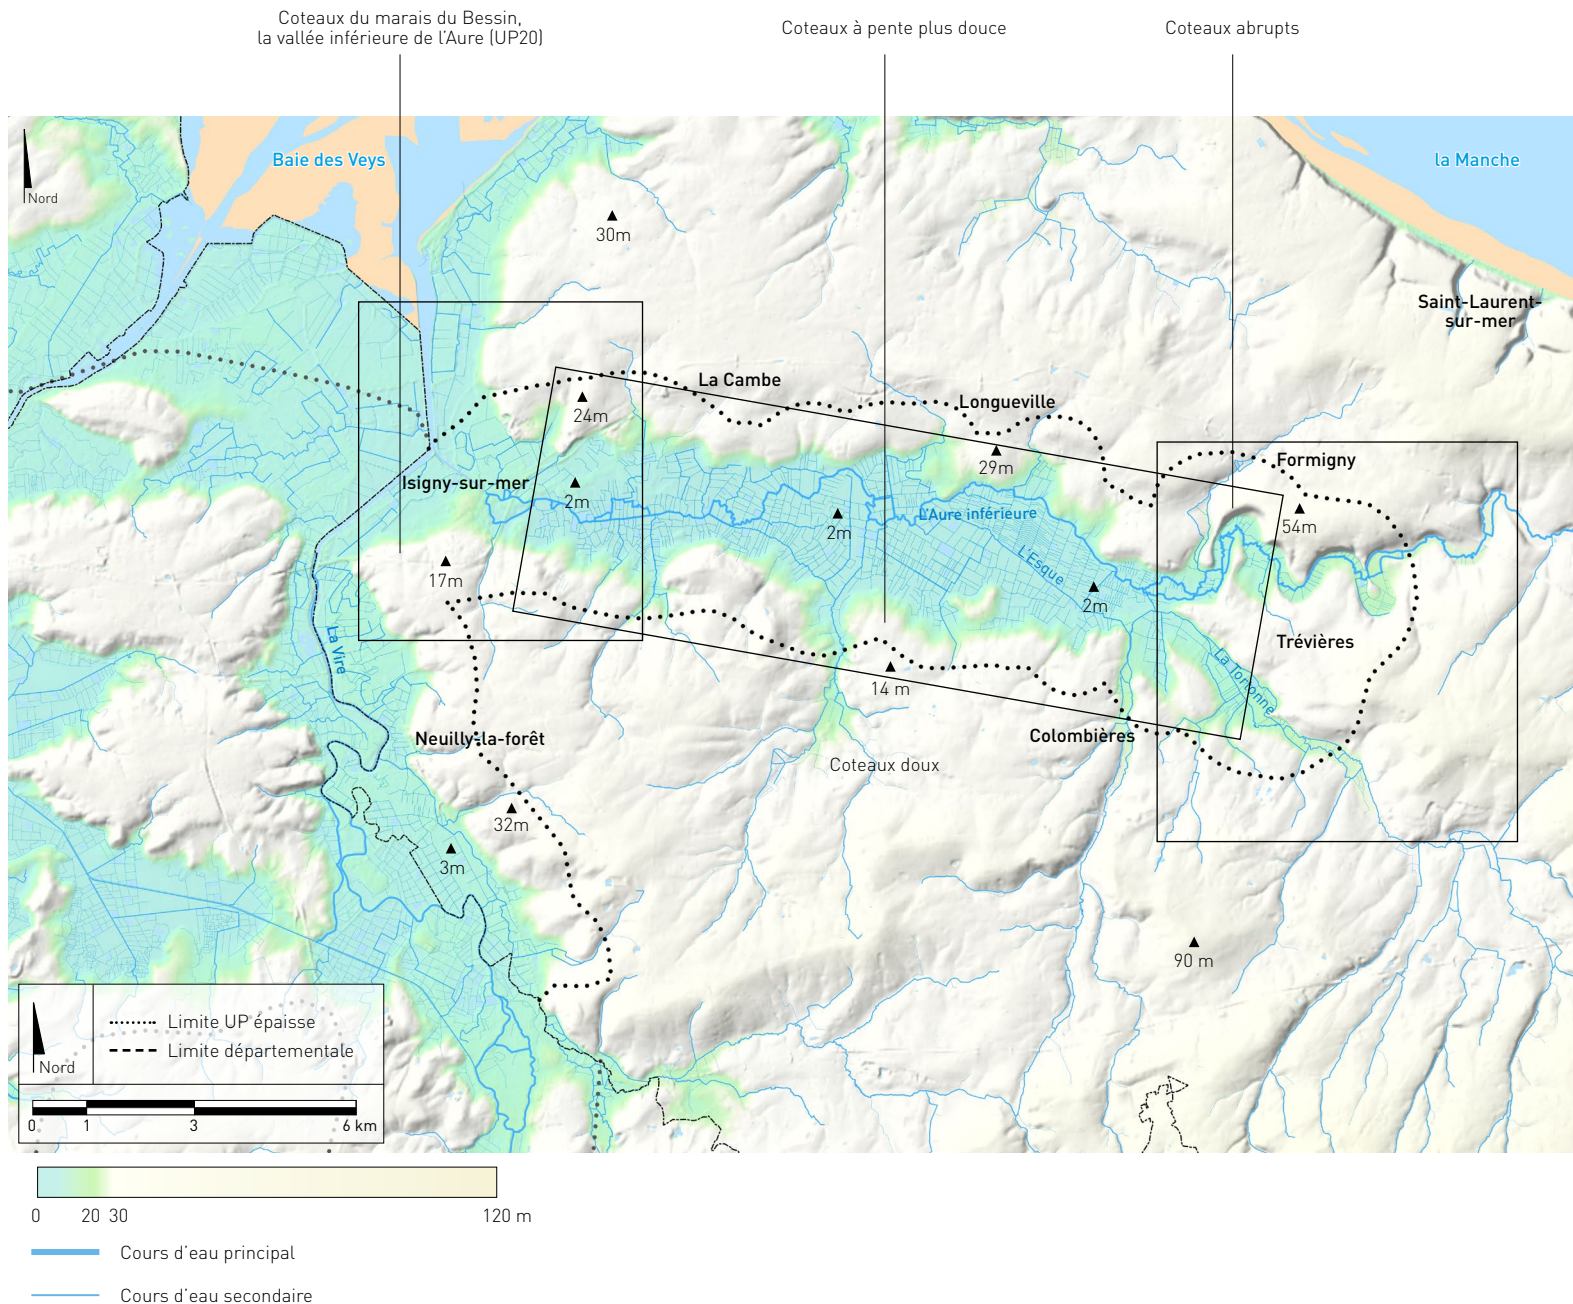 Coteaux du marais du Bessin,
la vallée inférieure de l'Aure (UP20)
Coteaux à pente plus douce
Coteaux abrupts
Baie des Veys
la Manche
Nord
30m
Saint-Laurent-
sur-mer
La Cambe
24m
Longueville
29m
Formigny
Isigny-sur-mer
2m
2m
L'Aure inférieure
54m
L'Esque
17m
2m
La Vire
Trévières
La Tortonne
14 m
Neuilly-la-forêt
Colombières
Coteaux doux
32m
3m
90 m
Limite UP épaisse
Limite départementale
Nord
0 1 3 6 km
0 20 30 120 m
Cours d'eau principal
Cours d'eau secondaire